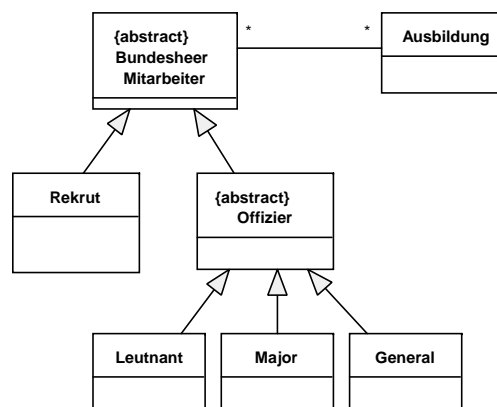 {abstract}
Bundesheer
Mitarbeiter
*
*
Ausbildung
Rekrut
{abstract}
Offizier
Leutnant
Major
General